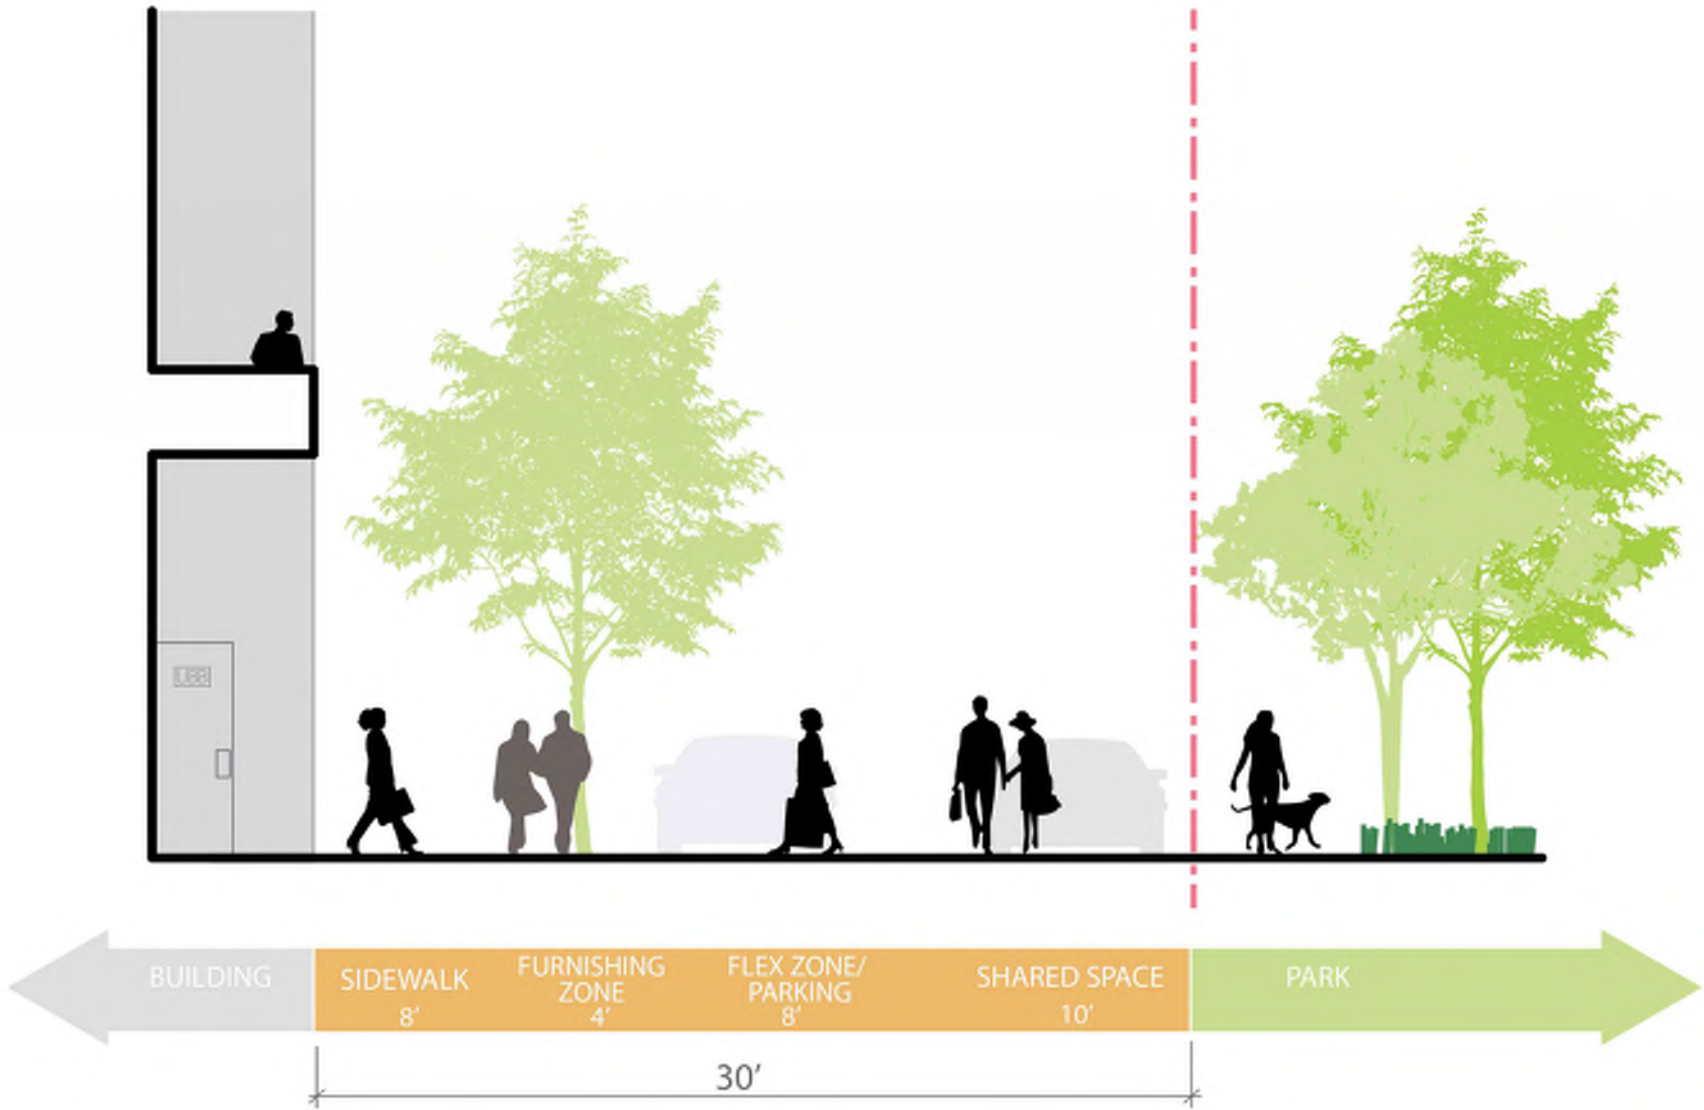 BUILDING
SIDEWALK
8’
FURNISHING
ZONE
4’
FLEX ZONE/
PARKING
8’
SHARED SPACE
10’
PARK
30’